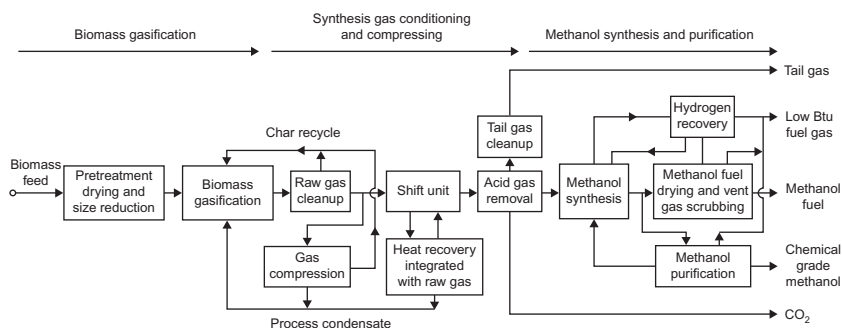 Biomass gasification
Synthesis gas conditioning
and compressing
Methanol synthesis and purification
Tail gas
Hydrogen
recovery
Low Btu
fuel gas
Tail gas
cleanup
Char recycle
Biomass
feed
Pretreatment
drying and
size reduction
Biomass
gasification
Raw gas
cleanup
Shift unit
Acid gas
removal
Methanol
synthesis
Methanol fuel
drying and vent
gas scrubbing
Methanol
fuel
Gas
compression
Heat recovery
integrated
with raw gas
Methanol
purification
Chemical
grade
methanol
Process condensate
CO2